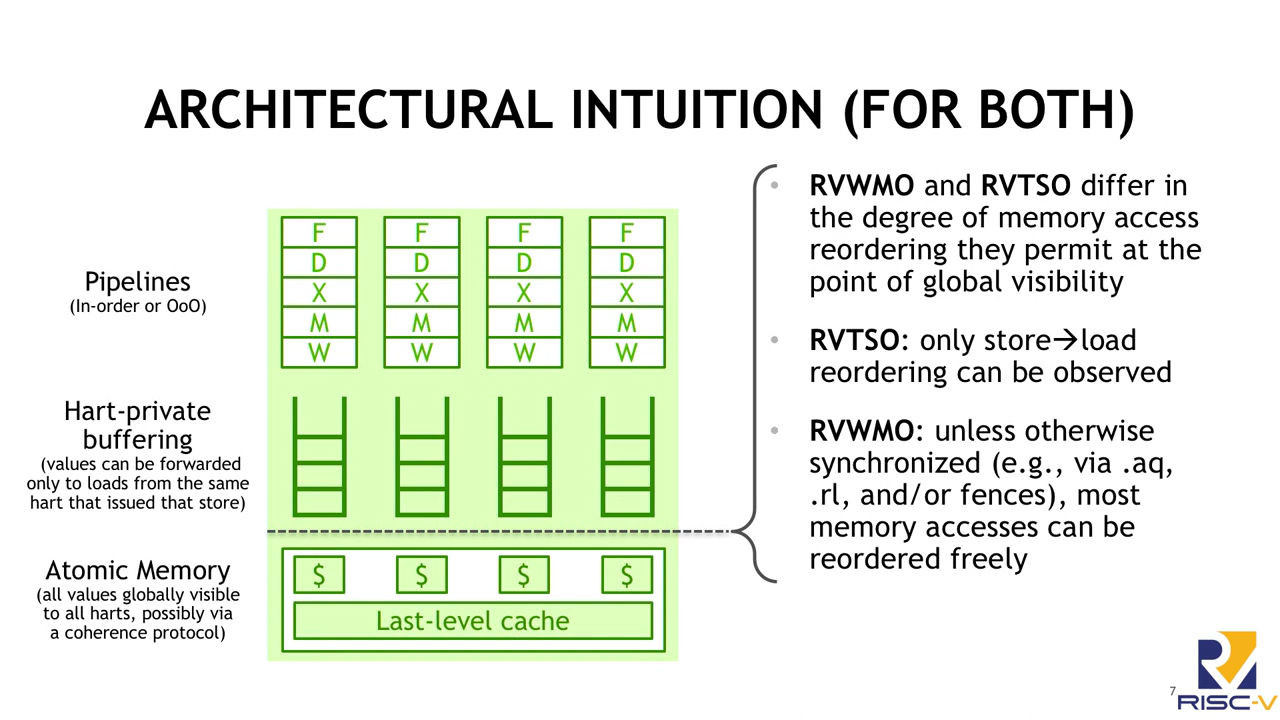 ARCHITECTURAL INTUITION (FOR BOTH)
Pipelines
(In-order or OoO)
Hart-private
buffering
(values can be forwarded
only to loads from the same
hart that issued that store)
Atomic Memory
(all values globally visible
to all harts, possibly via
a coherence protocol)
F F F F
D D D D
X X X X
M M M M
W W W W
$ $ $ $
Last-level cache
• RVWMO and RVTSO differ in
the degree of memory access
reordering they permit at the
point of global visibility
• RVTSO: only store→load
reordering can be observed
• RVWMO: unless otherwise
synchronized (e.g., via .aq,
.rl, and/or fences), most
memory accesses can be
reordered freely
7
RISC-V